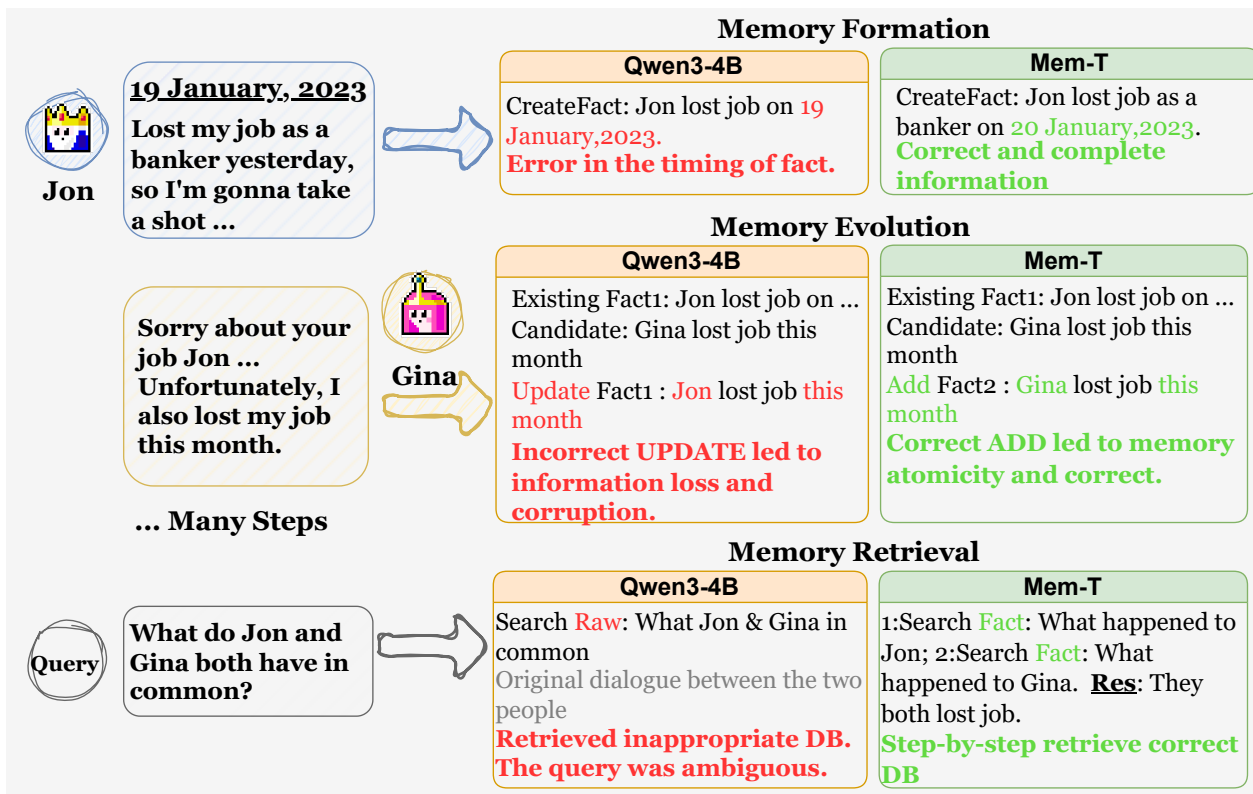 Memory Formation
19 January, 2023
Lost my job as a
banker yesterday,
so I'm gonna take
a shot ...
Jon
Qwen3-4B
CreateFact: Jon lost job on 19
January,2023.
Error in the timing of fact.
Mem-T
CreateFact: Jon lost job as a
banker on 20 January,2023.
Correct and complete
information
Memory Evolution
Sorry about your
job Jon ...
Unfortunately, I
also lost my job
this month.
Gina
Qwen3-4B
Existing Fact1: Jon lost job on ...
Candidate: Gina lost job this
month
Update Fact1 : Jon lost job this
month
Incorrect UPDATE led to
information loss and
corruption.
Mem-T
Existing Fact1: Jon lost job on ...
Candidate: Gina lost job this
month
Add Fact2 : Gina lost job this
month
Correct ADD led to memory
atomicity and correct.
... Many Steps
Memory Retrieval
Query
What do Jon and
Gina both have in
common?
Qwen3-4B
Search Raw: What Jon & Gina in
common
Original dialogue between the two
people
Retrieved inappropriate DB.
The query was ambiguous.
Mem-T
1:Search Fact: What happened to
Jon; 2:Search Fact: What
happened to Gina. Res: They
both lost job.
Step-by-step retrieve correct
DB